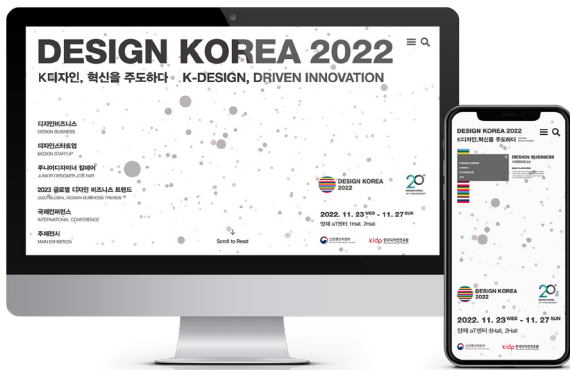 DESIGN KOREA 2022
K디자인, 혁신을 주도하다 K-DESIGN, DRIVEN INNOVATION
디자인비즈니스
DESIGN BUSINESS
디자인스타트업
DESIGN STARTUP
주니어디자이너 잡페어
JUNIOR DESIGNER JOB FAIR
2023 글로벌 디자인 비즈니스 트렌드
2023 GLOBAL DESIGN BUSINESS TRENDS
국제컨퍼런스
INTERNATIONAL CONFERENCE
주제전시
MAIN EXHIBITION
Scroll to Read
DESIGN KOREA
2022
20
2022. 11. 23 WED - 11. 27 SUN
양재 aT센터 1Hall, 2Hall
산업통상자원부
kidp 한국디자인진흥원
DESIGN KOREA 2022
K디자인, 혁신을 주도하다
DESIGN BUSINESS
DESIGN KOREA
2022
20
2022. 11. 23 WED - 11. 27 SUN
양재 aT센터 1Hall, 2Hall
산업통상자원부
kidp 한국디자인진흥원